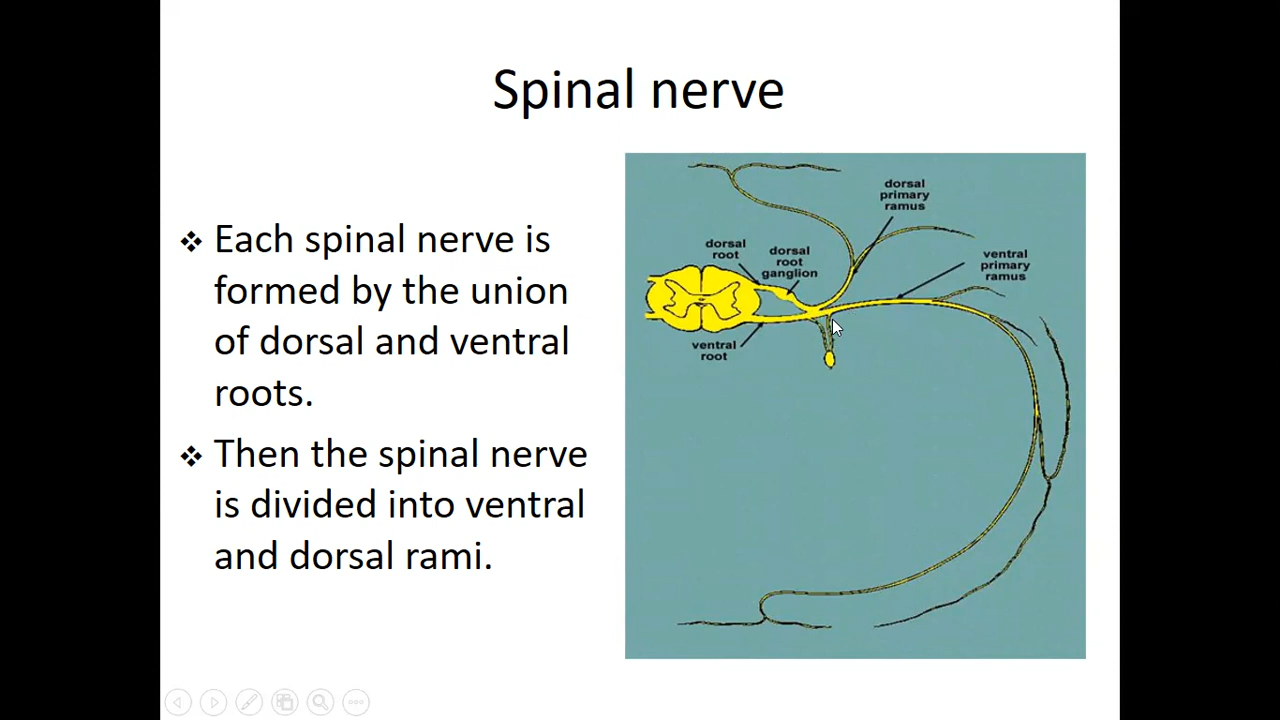 Spinal nerve
❖ Each spinal nerve is
formed by the union
of dorsal and ventral
roots.
❖ Then the spinal nerve
is divided into ventral
and dorsal rami.
dorsal
primary
ramus
dorsal
root
dorsal
root
ganglion
ventral
primary
ramus
ventral
root